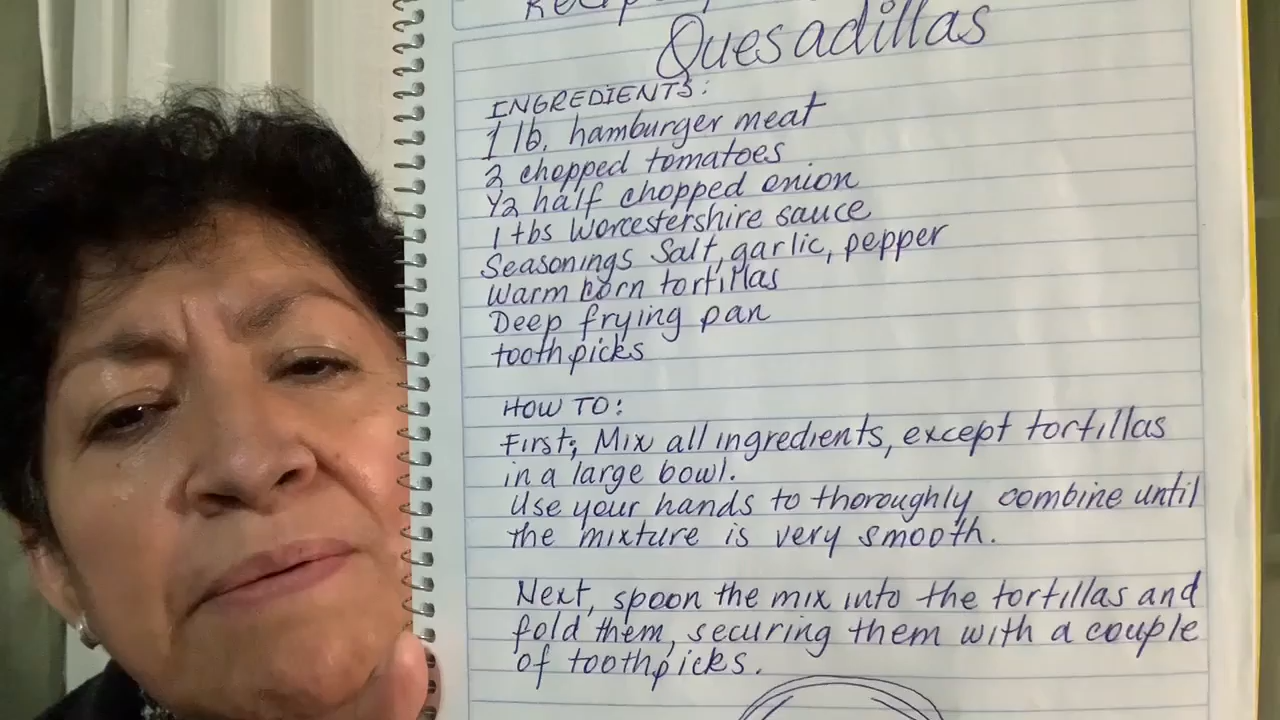 Quesadillas
INGREDIENTS:
1 lb. hamburger meat
2 chopped tomatoes
1/2 half chopped onion
1 tbs Worcestershire sauce
Seasonings Salt, garlic, pepper
Warm corn tortillas
Deep frying pan
toothpicks
HOW TO:
First; Mix all ingredients, except tortillas
in a large bowl.
Use your hands to thoroughly combine until
the mixture is very smooth.
Next, spoon the mix into the tortillas and
fold them, securing them with a couple
of toothpicks.